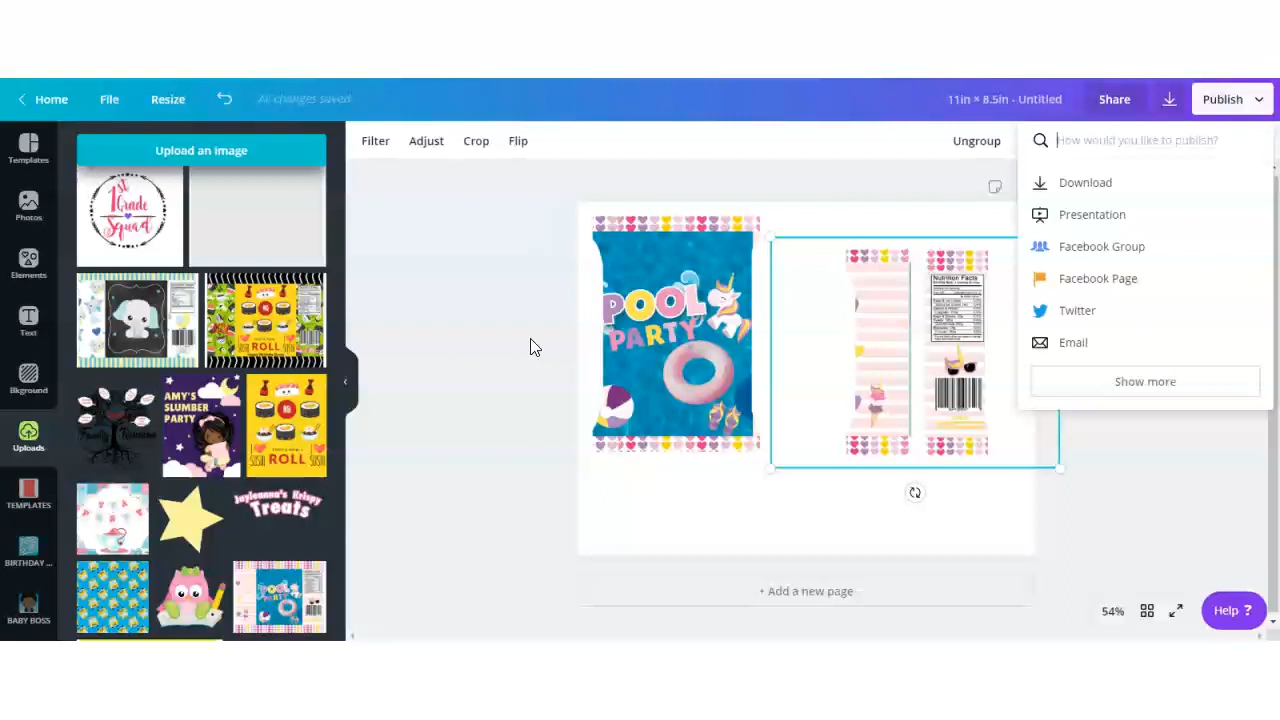 Home File Resize All changes saved 11in × 8.5in - Untitled Share Publish
Filter Adjust Crop Flip Ungroup
How would you like to publish?
Download
Presentation
Facebook Group
Facebook Page
Twitter
Email
Show more
Templates
Photos
Elements
Text
Bkground
Uploads
TEMPLATES
BIRTHDAY ...
BABY BOSS
Upload an image
1st
Grade
Squad
ROLL
AMY'S
SLUMBER
PARTY
SUSHI
ROLL
Jayleanna's Krispy
Treats
POOL
PARTY
POOL
PARTY
Nutrition Facts
+ Add a new page
54%
Help ?